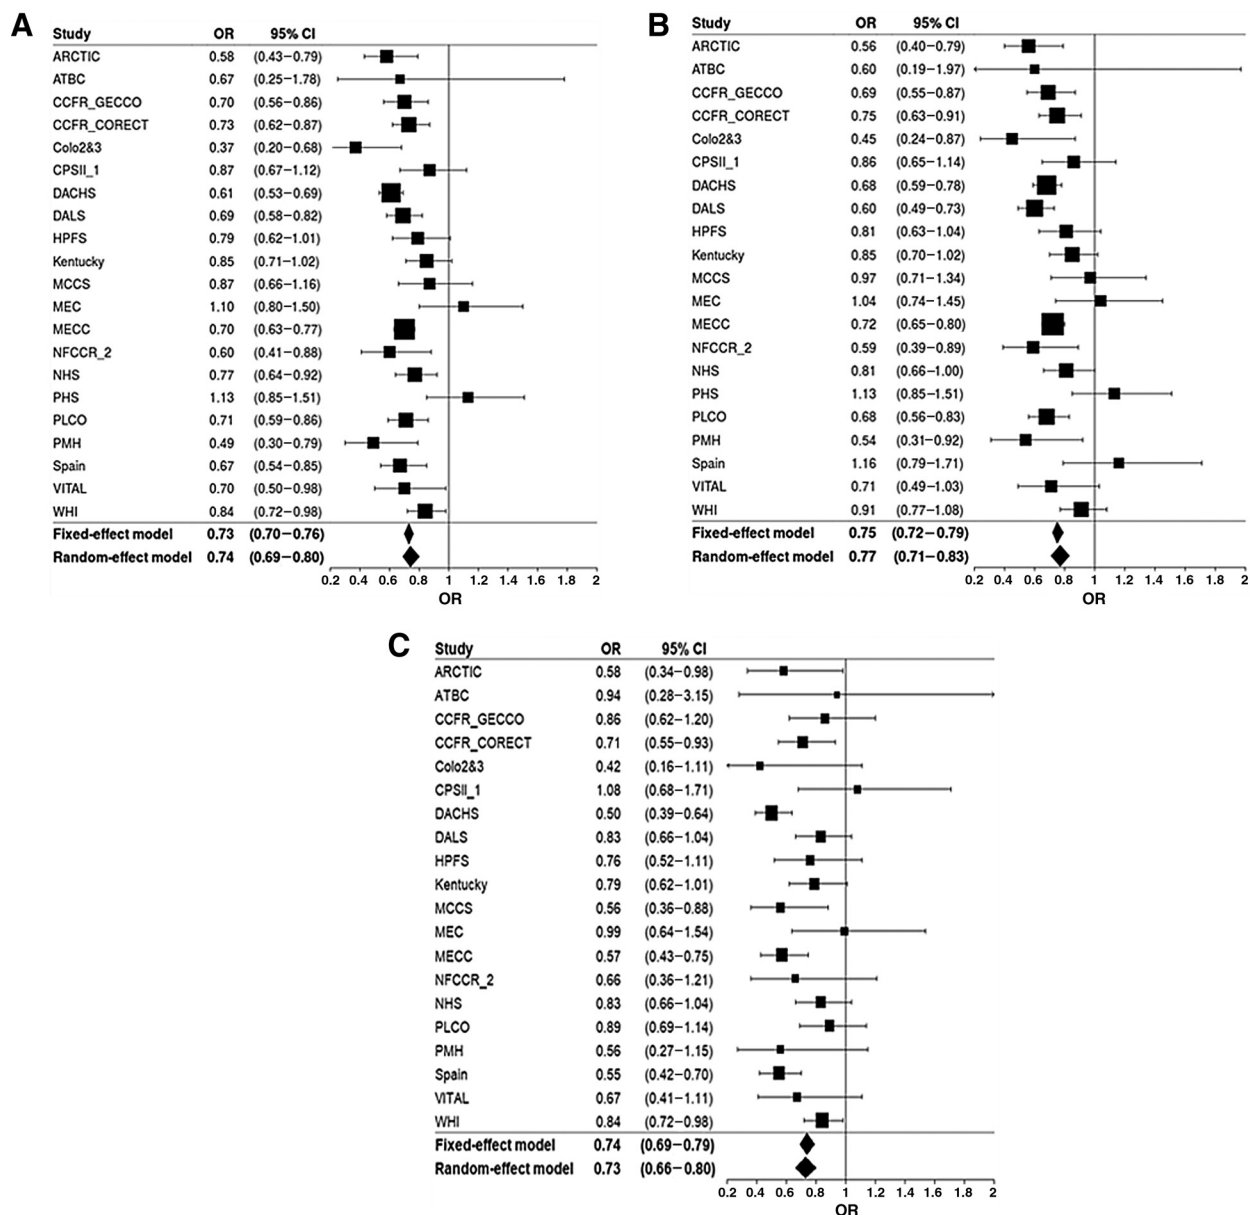 A
Study OR 95% CI
ARCTIC 0.58 (0.43–0.79)
ATBC 0.67 (0.25–1.78)
CCFR_GECCO 0.70 (0.56–0.86)
CCFR_CORECT 0.73 (0.62–0.87)
Colo2&3 0.37 (0.20–0.68)
CPSII_1 0.87 (0.67–1.12)
DACHS 0.61 (0.53–0.69)
DALS 0.69 (0.58–0.82)
HPFS 0.79 (0.62–1.01)
Kentucky 0.85 (0.71–1.02)
MCCS 0.87 (0.66–1.16)
MEC 1.10 (0.80–1.50)
MECC 0.70 (0.63–0.77)
NFCCR_2 0.60 (0.41–0.88)
NHS 0.77 (0.64–0.92)
PHS 1.13 (0.85–1.51)
PLCO 0.71 (0.59–0.86)
PMH 0.49 (0.30–0.79)
Spain 0.67 (0.54–0.85)
VITAL 0.70 (0.50–0.98)
WHI 0.84 (0.72–0.98)
Fixed-effect model 0.73 (0.70–0.76)
Random-effect model 0.74 (0.69–0.80)
0.2 0.4 0.6 0.8 1 1.2 1.4 1.6 1.8 2
OR
B
Study OR 95% CI
ARCTIC 0.56 (0.40–0.79)
ATBC 0.60 (0.19–1.97)
CCFR_GECCO 0.69 (0.55–0.87)
CCFR_CORECT 0.75 (0.63–0.91)
Colo2&3 0.45 (0.24–0.87)
CPSII_1 0.86 (0.65–1.14)
DACHS 0.68 (0.59–0.78)
DALS 0.60 (0.49–0.73)
HPFS 0.81 (0.63–1.04)
Kentucky 0.85 (0.70–1.02)
MCCS 0.97 (0.71–1.34)
MEC 1.04 (0.74–1.45)
MECC 0.72 (0.65–0.80)
NFCCR_2 0.59 (0.39–0.89)
NHS 0.81 (0.66–1.00)
PHS 1.13 (0.85–1.51)
PLCO 0.68 (0.56–0.83)
PMH 0.54 (0.31–0.92)
Spain 1.16 (0.79–1.71)
VITAL 0.71 (0.49–1.03)
WHI 0.91 (0.77–1.08)
Fixed-effect model 0.75 (0.72–0.79)
Random-effect model 0.77 (0.71–0.83)
0.2 0.4 0.6 0.8 1 1.2 1.4 1.6 1.8 2
OR
C
Study OR 95% CI
ARCTIC 0.58 (0.34–0.98)
ATBC 0.94 (0.28–3.15)
CCFR_GECCO 0.86 (0.62–1.20)
CCFR_CORECT 0.71 (0.55–0.93)
Colo2&3 0.42 (0.16–1.11)
CPSII_1 1.08 (0.68–1.71)
DACHS 0.50 (0.39–0.64)
DALS 0.83 (0.66–1.04)
HPFS 0.76 (0.52–1.11)
Kentucky 0.79 (0.62–1.01)
MCCS 0.56 (0.36–0.88)
MEC 0.99 (0.64–1.54)
MECC 0.57 (0.43–0.75)
NFCCR_2 0.66 (0.36–1.21)
NHS 0.83 (0.66–1.04)
PLCO 0.89 (0.69–1.14)
PMH 0.56 (0.27–1.15)
Spain 0.55 (0.42–0.70)
VITAL 0.67 (0.41–1.11)
WHI 0.84 (0.72–0.98)
Fixed-effect model 0.74 (0.69–0.79)
Random-effect model 0.73 (0.66–0.80)
0.2 0.4 0.6 0.8 1 1.2 1.4 1.6 1.8 2
OR